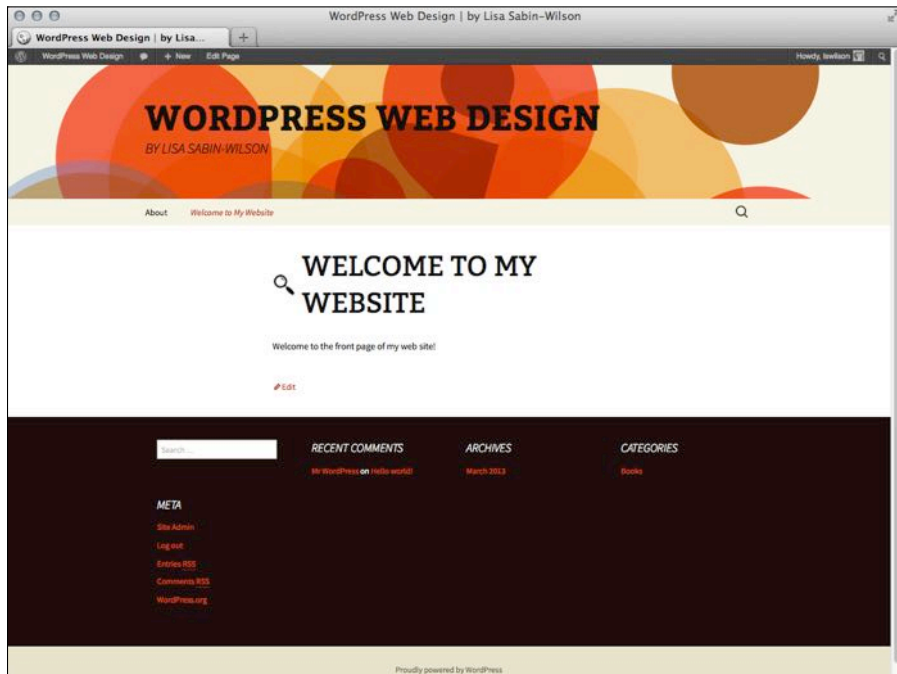 WordPress Web Design | by Lisa Sabin-Wilson
WordPress Web Design | by Lisa...
WordPress Web Design + New Edit Page Howdy, lswilson
WORDPRESS WEB DESIGN
BY LISA SABIN-WILSON
About Welcome to My Website
WELCOME TO MY
WEBSITE
Welcome to the front page of my web site!
Edit
Search ...
RECENT COMMENTS
Mr WordPress on Hello world!
ARCHIVES
March 2013
CATEGORIES
Books
META
Site Admin
Log out
Entries RSS
Comments RSS
WordPress.org
Proudly powered by WordPress